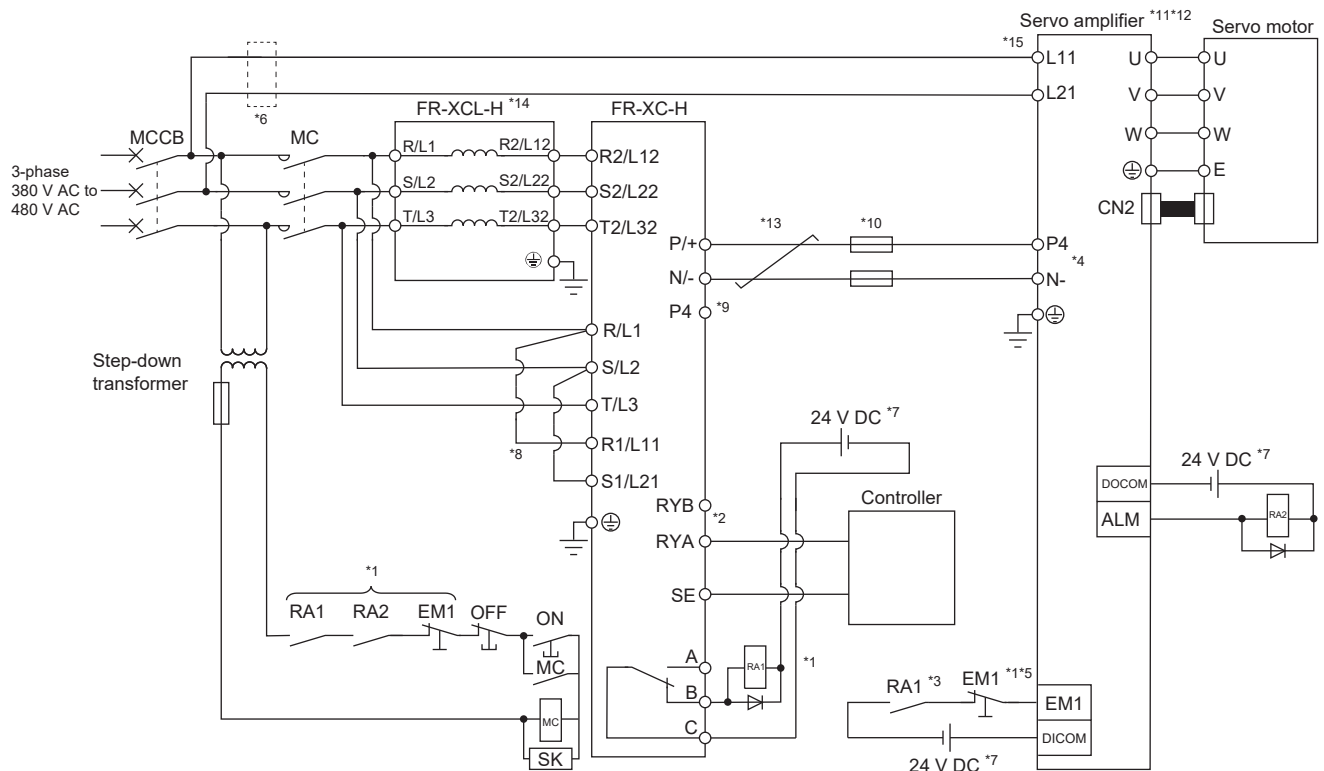 Servo amplifier *11*12
Servo motor
*15
L11
U
U
L21
V
V
*6
FR-XCL-H *14
FR-XC-H
MCCB
MC
W
W
3-phase
380 V AC to
480 V AC
R/L1
R2/L12
R2/L12
S/L2
S2/L22
S2/L22
T/L3
T2/L32
T2/L32
E
CN2
P/+
*13
*10
P4
*4
N/-
N-
P4 *9
R/L1
Step-down
transformer
S/L2
T/L3
24 V DC *7
*8
R1/L11
S1/L21
24 V DC *7
DOCOM
RA2
ALM
Controller
RYB
*2
RYA
SE
*1
RA1
RA2
EM1
OFF
ON
MC
A
RA1
*1
B
C
RA1 *3
EM1 *1*5
EM1
MC
DICOM
SK
24 V DC *7